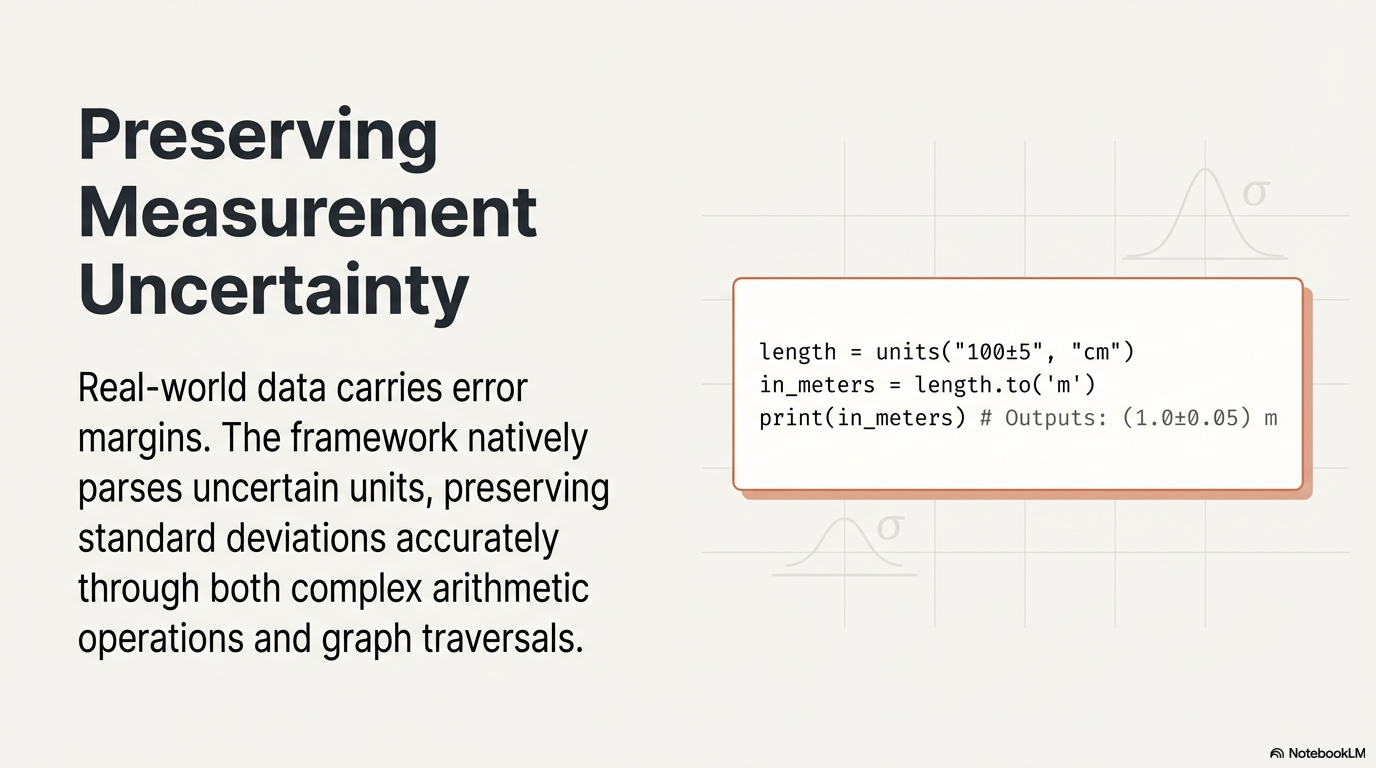 Preserving
Measurement
Uncertainty
Real-world data carries error
margins. The framework natively
parses uncertain units, preserving
standard deviations accurately
through both complex arithmetic
operations and graph traversals.
σ
length = units("100±5", "cm")
in_meters = length.to('m')
print(in_meters) # Outputs: (1.0±0.05) m
σ
NotebookLM